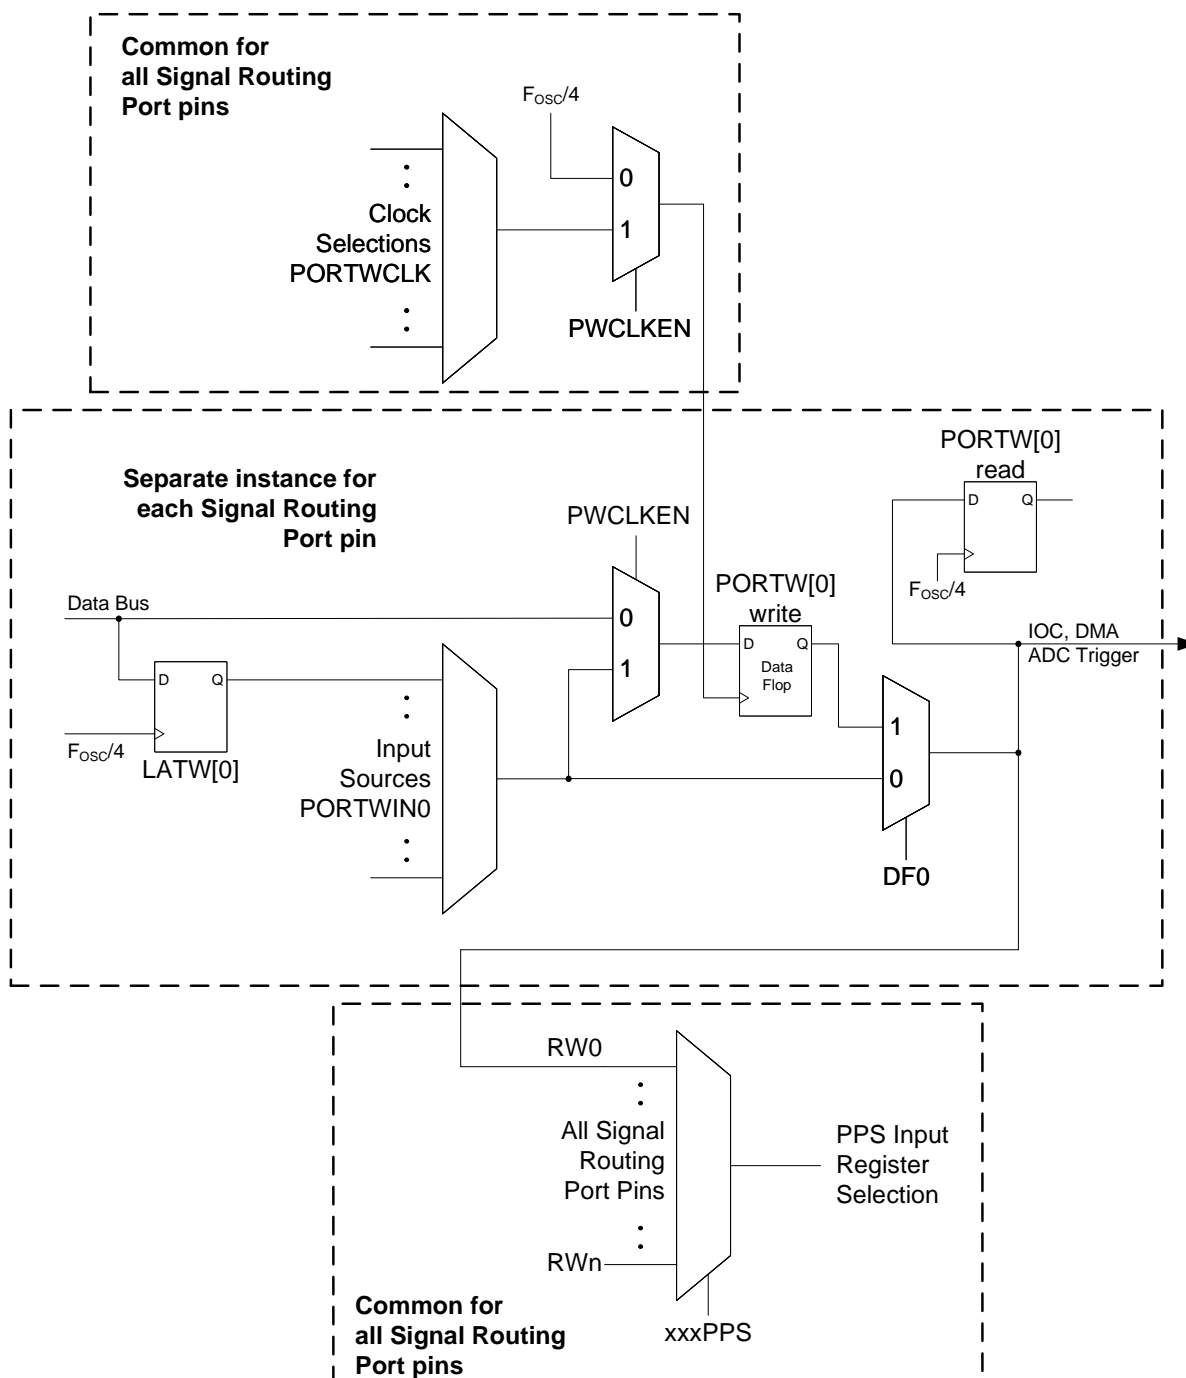 Common for
all Signal Routing
Port pins
FOSC/4
0
1
Clock
Selections
PORTWCLK
PWCLKEN
Separate instance for
each Signal Routing
Port pin
PORTW[0]
read
D
Q
FOSC/4
PWCLKEN
Data Bus
0
1
PORTW[0]
write
D
Q
Data
Flop
IOC, DMA
ADC Trigger
D
Q
FOSC/4
LATW[0]
Input
Sources
PORTWIN0
1
0
DF0
RW0
All Signal
Routing
Port Pins
RWn
PPS Input
Register
Selection
xxxPPS
Common for
all Signal Routing
Port pins